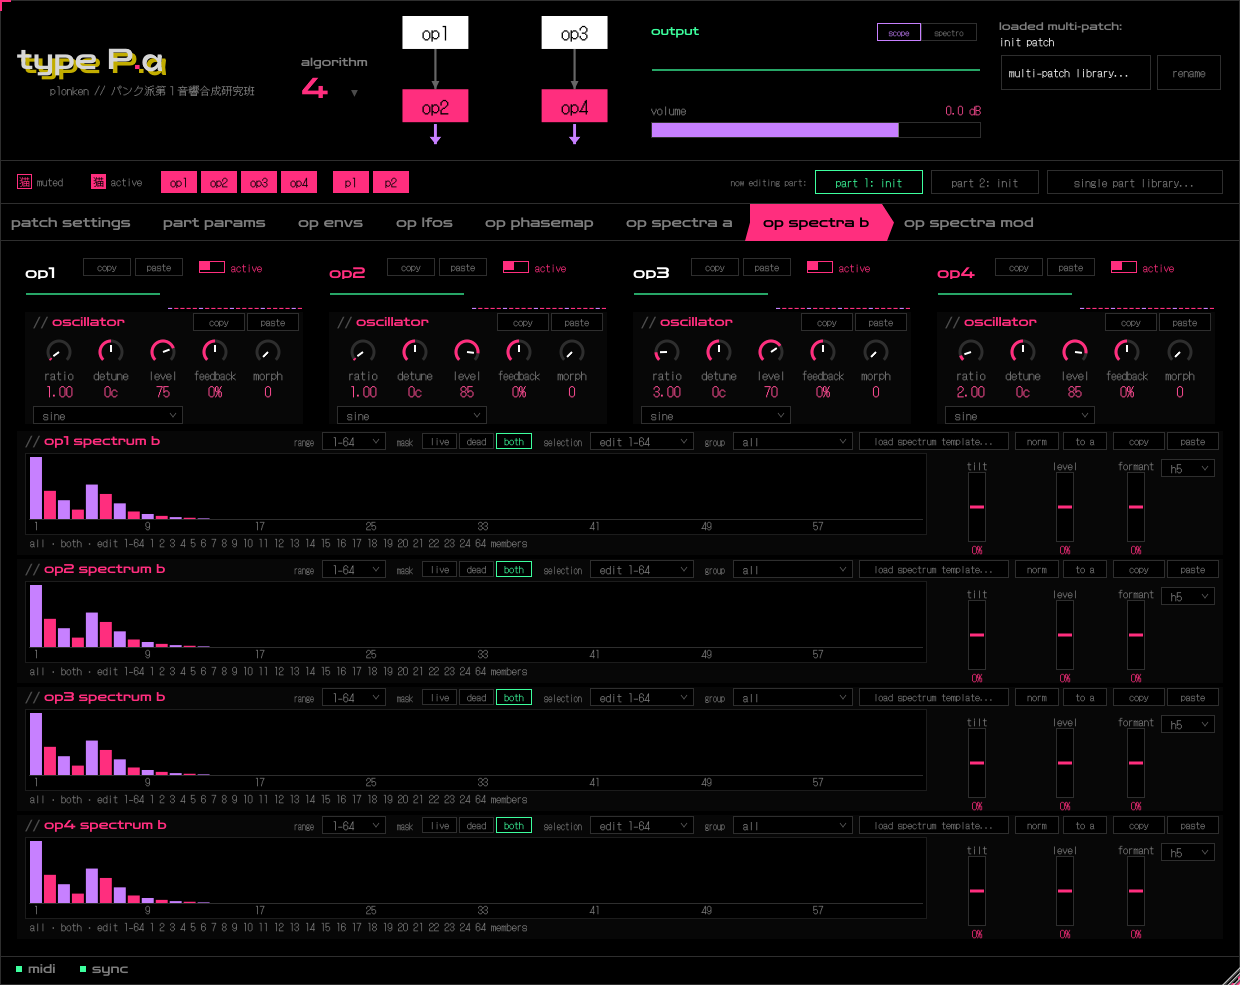 type P.a
plonken // パンク派第1音響合成研究班
algorithm
4
op1
op3
op2
op4
output
scope
spectro
volume
0.0 dB
loaded multi-patch:
init patch
multi-patch library...
rename
猫 muted
猫 active
op1 op2 op3 op4 p1 p2
now editing part:
part 1: init
part 2: init
single part library...
patch settings
part params
op envs
op lfos
op phasemap
op spectra a
op spectra b
op spectra mod
op1 copy paste active
// oscillator copy paste
ratio detune level feedback morph
1.00 0c 75 0% 0
sine
op2 copy paste active
// oscillator copy paste
ratio detune level feedback morph
1.00 0c 85 0% 0
sine
op3 copy paste active
// oscillator copy paste
ratio detune level feedback morph
3.00 0c 70 0% 0
sine
op4 copy paste active
// oscillator copy paste
ratio detune level feedback morph
2.00 0c 85 0% 0
sine
// op1 spectrum b range 1-64 mask live dead both selection edit 1-64 group all load spectrum template... norm to a copy paste
tilt level formant h5
1 9 17 25 33 41 49 57
all · both · edit 1-64 1 2 3 4 5 6 7 8 9 10 11 12 13 14 15 16 17 18 19 20 21 22 23 24 64 members
0% 0% 0%
// op2 spectrum b range 1-64 mask live dead both selection edit 1-64 group all load spectrum template... norm to a copy paste
tilt level formant h5
1 9 17 25 33 41 49 57
all · both · edit 1-64 1 2 3 4 5 6 7 8 9 10 11 12 13 14 15 16 17 18 19 20 21 22 23 24 64 members
0% 0% 0%
// op3 spectrum b range 1-64 mask live dead both selection edit 1-64 group all load spectrum template... norm to a copy paste
tilt level formant h5
1 9 17 25 33 41 49 57
all · both · edit 1-64 1 2 3 4 5 6 7 8 9 10 11 12 13 14 15 16 17 18 19 20 21 22 23 24 64 members
0% 0% 0%
// op4 spectrum b range 1-64 mask live dead both selection edit 1-64 group all load spectrum template... norm to a copy paste
tilt level formant h5
1 9 17 25 33 41 49 57
all · both · edit 1-64 1 2 3 4 5 6 7 8 9 10 11 12 13 14 15 16 17 18 19 20 21 22 23 24 64 members
0% 0% 0%
midi sync